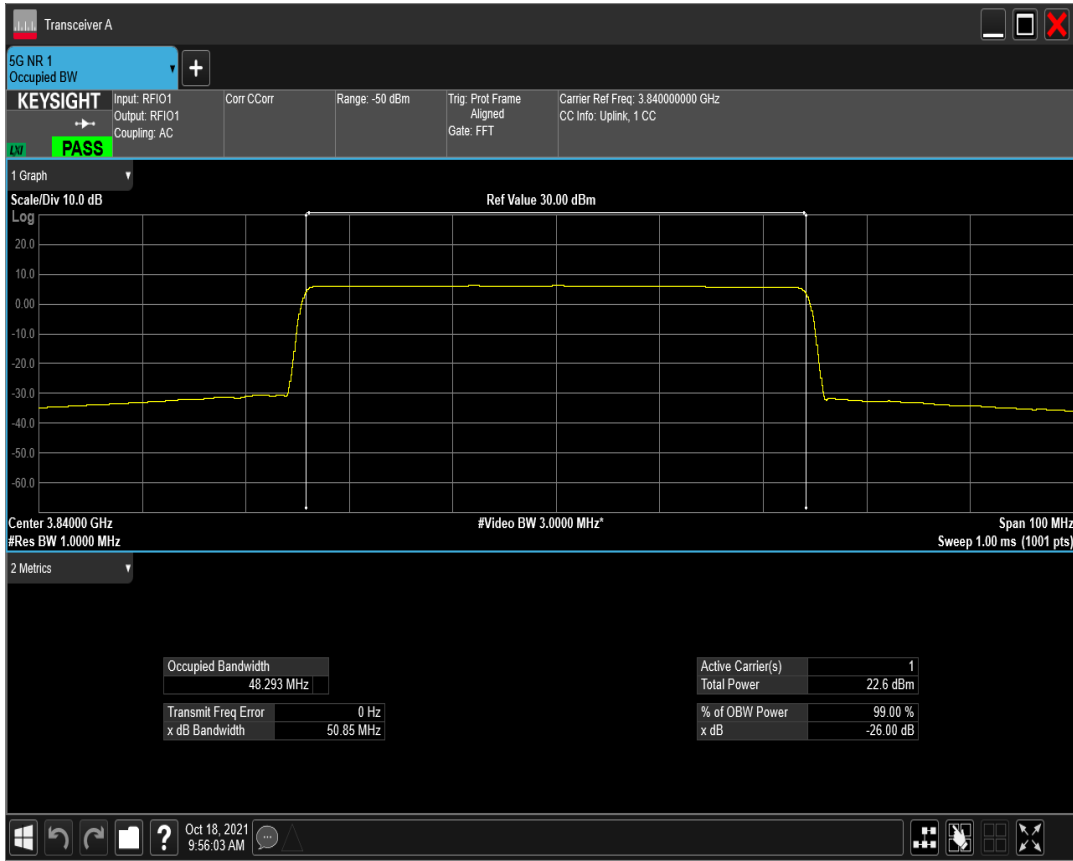 Transceiver A
5G NR 1
Occupied BW
KEYSIGHT
LXI
PASS
Input: RFIO1
Output: RFIO1
Coupling: AC
Corr CCorr
Range: -50 dBm
Trig: Prot Frame
Aligned
Gate: FFT
Carrier Ref Freq: 3.840000000 GHz
CC Info: Uplink, 1 CC
1 Graph
Scale/Div 10.0 dB
Ref Value 30.00 dBm
Log
20.0
10.0
0.00
-10.0
-20.0
-30.0
-40.0
-50.0
-60.0
Center 3.84000 GHz
#Video BW 3.0000 MHz*
Span 100 MHz
#Res BW 1.0000 MHz
Sweep 1.00 ms (1001 pts)
2 Metrics
Occupied Bandwidth
48.293 MHz
Transmit Freq Error 0 Hz
x dB Bandwidth 50.85 MHz
Active Carrier(s) 1
Total Power 22.6 dBm
% of OBW Power 99.00 %
x dB -26.00 dB
?
Oct 18, 2021
9:56:03 AM